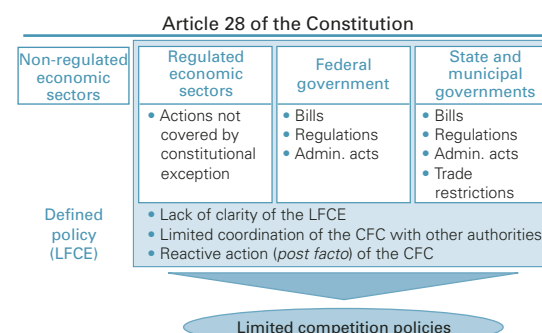 Article 28 of the Constitution
Non-regulated
economic
sectors
Regulated
economic
sectors
Federal
government
State and
municipal
governments
• Actions not
covered by
constitutional
exception
• Bills
• Regulations
• Admin. acts
• Bills
• Regulations
• Admin. acts
• Trade
restrictions
Defined
policy
(LFCE)
• Lack of clarity of the LFCE
• Limited coordination of the CFC with other authorities
• Reactive action (post facto) of the CFC
Limited competition policies